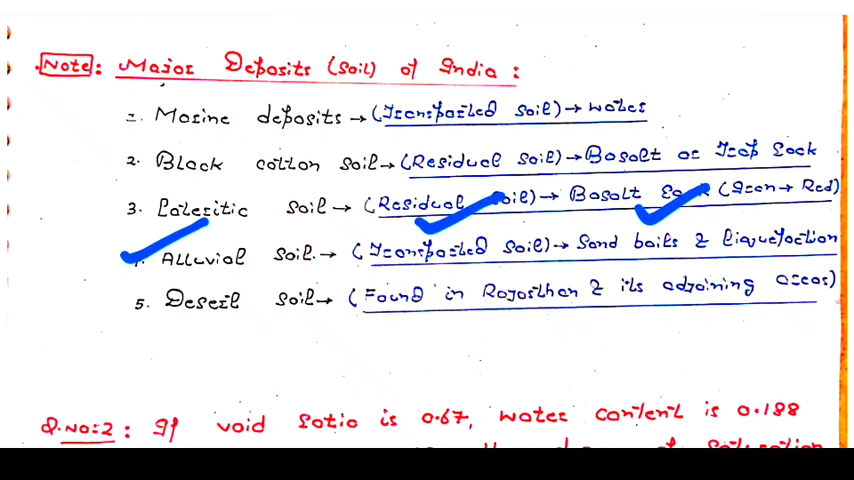 Note: Major Deposits (soil) of India:
1. Marine deposits → (Transported soil) → water
2. Black cotton soil → (Residual soil) → Basalt or Trap Rock
3. Lateritic soil → (Residual soil) → Basalt Rock (Iron → Red)
4. Alluvial soil. → (Transported soil) → Sand boils & liquefaction
5. Desert soil → (Found in Rajasthan & its adjoining areas)
Q.No:2: If void ratio is 0.67, water content is 0.188